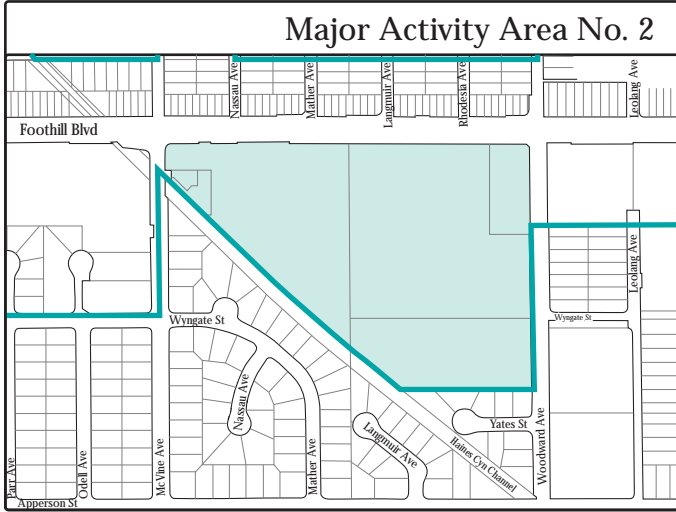 Major Activity Area No. 2
Nassau Ave
Mather Ave
Langmuir Ave
Rhodesia Ave
Leolang Ave
Foothill Blvd
Leolang Ave
Wyngate St
Wyngate St
Nassau Ave
Yates St
Langmuir Ave
Haines Cyn Channel
Woodward Ave
Parr Ave
Odell Ave
McVine Ave
Mather Ave
Apperson St